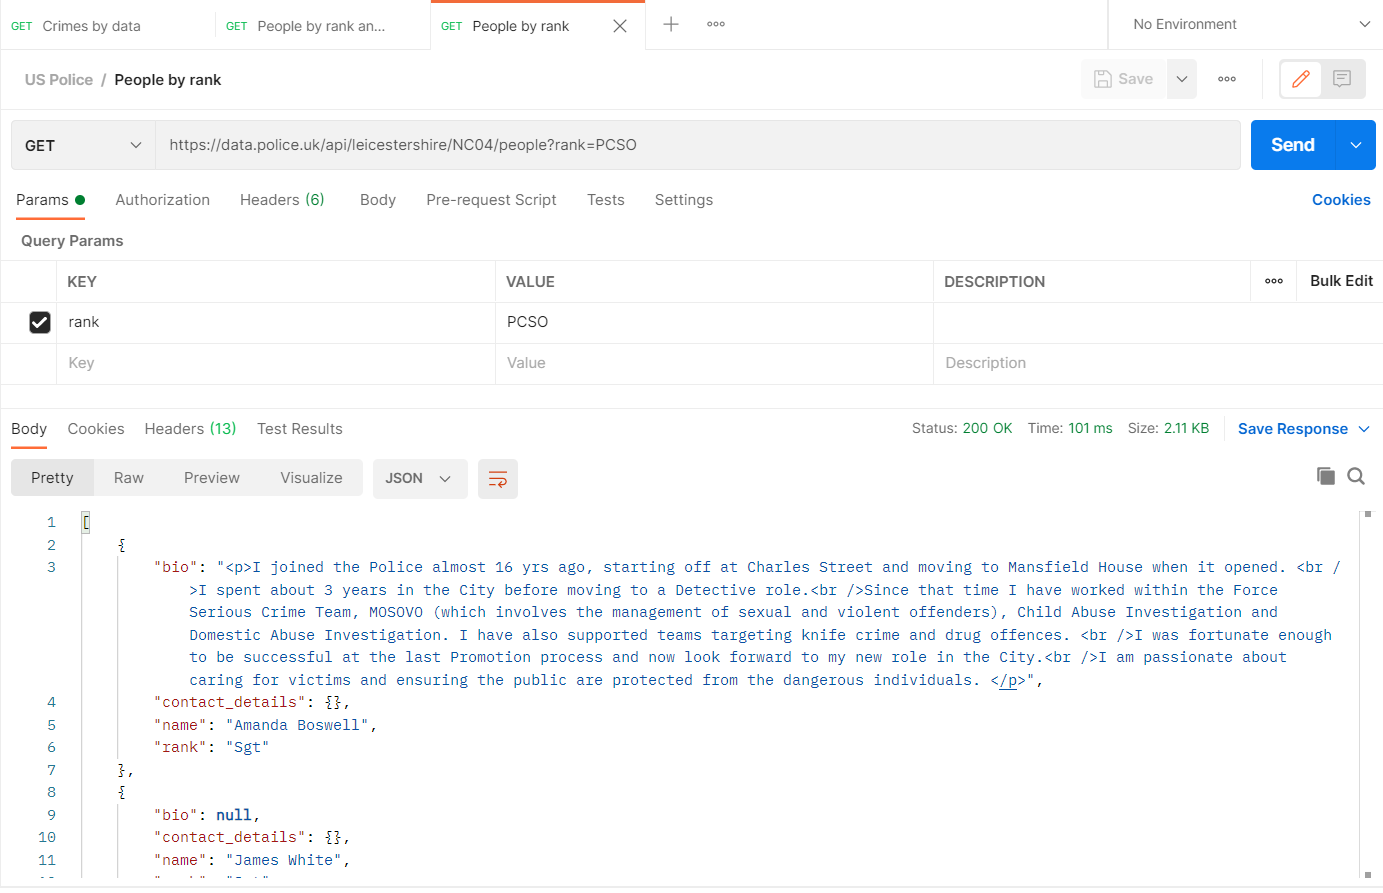 GET Crimes by data
GET People by rank an...
GET People by rank
No Environment
US Police / People by rank
Save
GET
https://data.police.uk/api/leicestershire/NC04/people?rank=PCSO
Send
Params
Authorization
Headers (6)
Body
Pre-request Script
Tests
Settings
Cookies
Query Params
KEY VALUE DESCRIPTION Bulk Edit
rank PCSO
Key Value Description
Body Cookies Headers (13) Test Results
Status: 200 OK Time: 101 ms Size: 2.11 KB Save Response
Pretty Raw Preview Visualize JSON
1 [
2 {
3 "bio": "<p>I joined the Police almost 16 yrs ago, starting off at Charles Street and moving to Mansfield House when it opened. <br /
>I spent about 3 years in the City before moving to a Detective role.<br />Since that time I have worked within the Force
Serious Crime Team, MOSOVO (which involves the management of sexual and violent offenders), Child Abuse Investigation and
Domestic Abuse Investigation. I have also supported teams targeting knife crime and drug offences. <br />I was fortunate enough
to be successful at the last Promotion process and now look forward to my new role in the City.<br />I am passionate about
caring for victims and ensuring the public are protected from the dangerous individuals. </p>",
4 "contact_details": {},
5 "name": "Amanda Boswell",
6 "rank": "Sgt"
7 },
8 {
9 "bio": null,
10 "contact_details": {},
11 "name": "James White",